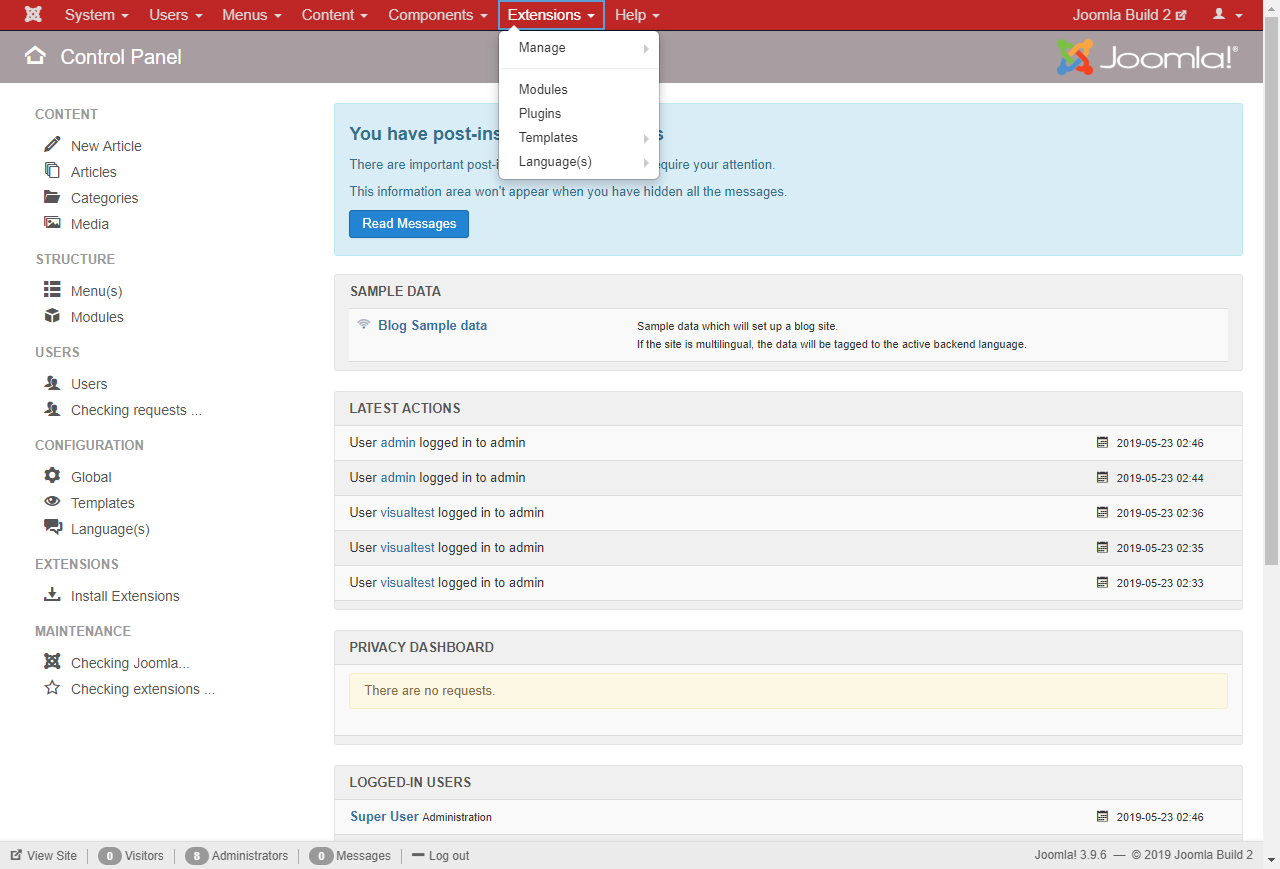 System Users Menus Content Components Extensions Help Joomla Build 2
Control Panel
Joomla!®
Manage
Modules
Plugins
Templates
Language(s)
CONTENT
New Article
Articles
Categories
Media
STRUCTURE
Menu(s)
Modules
USERS
Users
Checking requests ...
CONFIGURATION
Global
Templates
Language(s)
EXTENSIONS
Install Extensions
MAINTENANCE
Checking Joomla...
Checking extensions ...
You have
There are important your attention.
This information area won't appear when you have hidden all the messages.
Read Messages
SAMPLE DATA
Blog Sample data Sample data which will set up a blog site.
If the site is multilingual, the data will be tagged to the active backend language.
LATEST ACTIONS
User admin logged in to admin 2019-05-23 02:46
User admin logged in to admin 2019-05-23 02:44
User visualtest logged in to admin 2019-05-23 02:36
User visualtest logged in to admin 2019-05-23 02:35
User visualtest logged in to admin 2019-05-23 02:33
PRIVACY DASHBOARD
There are no requests.
LOGGED-IN USERS
Super User Administration 2019-05-23 02:46
View Site 0 Visitors 8 Administrators 0 Messages Log out Joomla! 3.9.6 — © 2019 Joomla Build 2